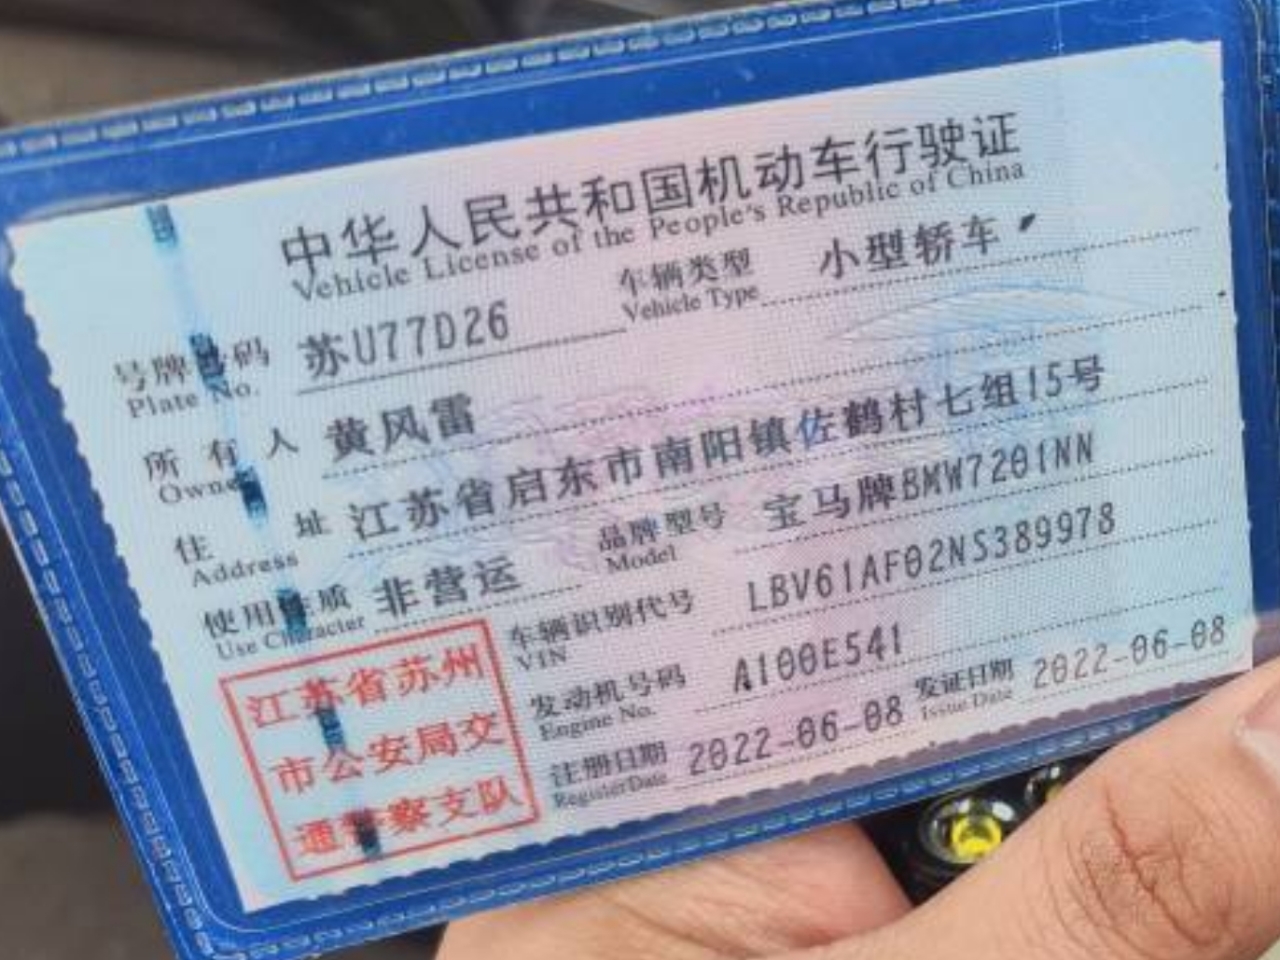 中华人民共和国机动车行驶证
Vehicle License of the People's Republic of China
号牌号码 苏U77D26 车辆类型 小型轿车
Plate No. Vehicle Type
所有人 黄风雷
Owner
住址 江苏省启东市南阳镇佐鹤村七组15号
Address
使用性质 非营运 品牌型号 宝马牌BMW7201NN
Use Character Model
车辆识别代号 LBV61AF02NS389978
VIN
发动机号码 A100E541
Engine No.
注册日期 2022-06-08 发证日期 2022-06-08
Register Date Issue Date
江苏省苏州
市公安局交
通警察支队